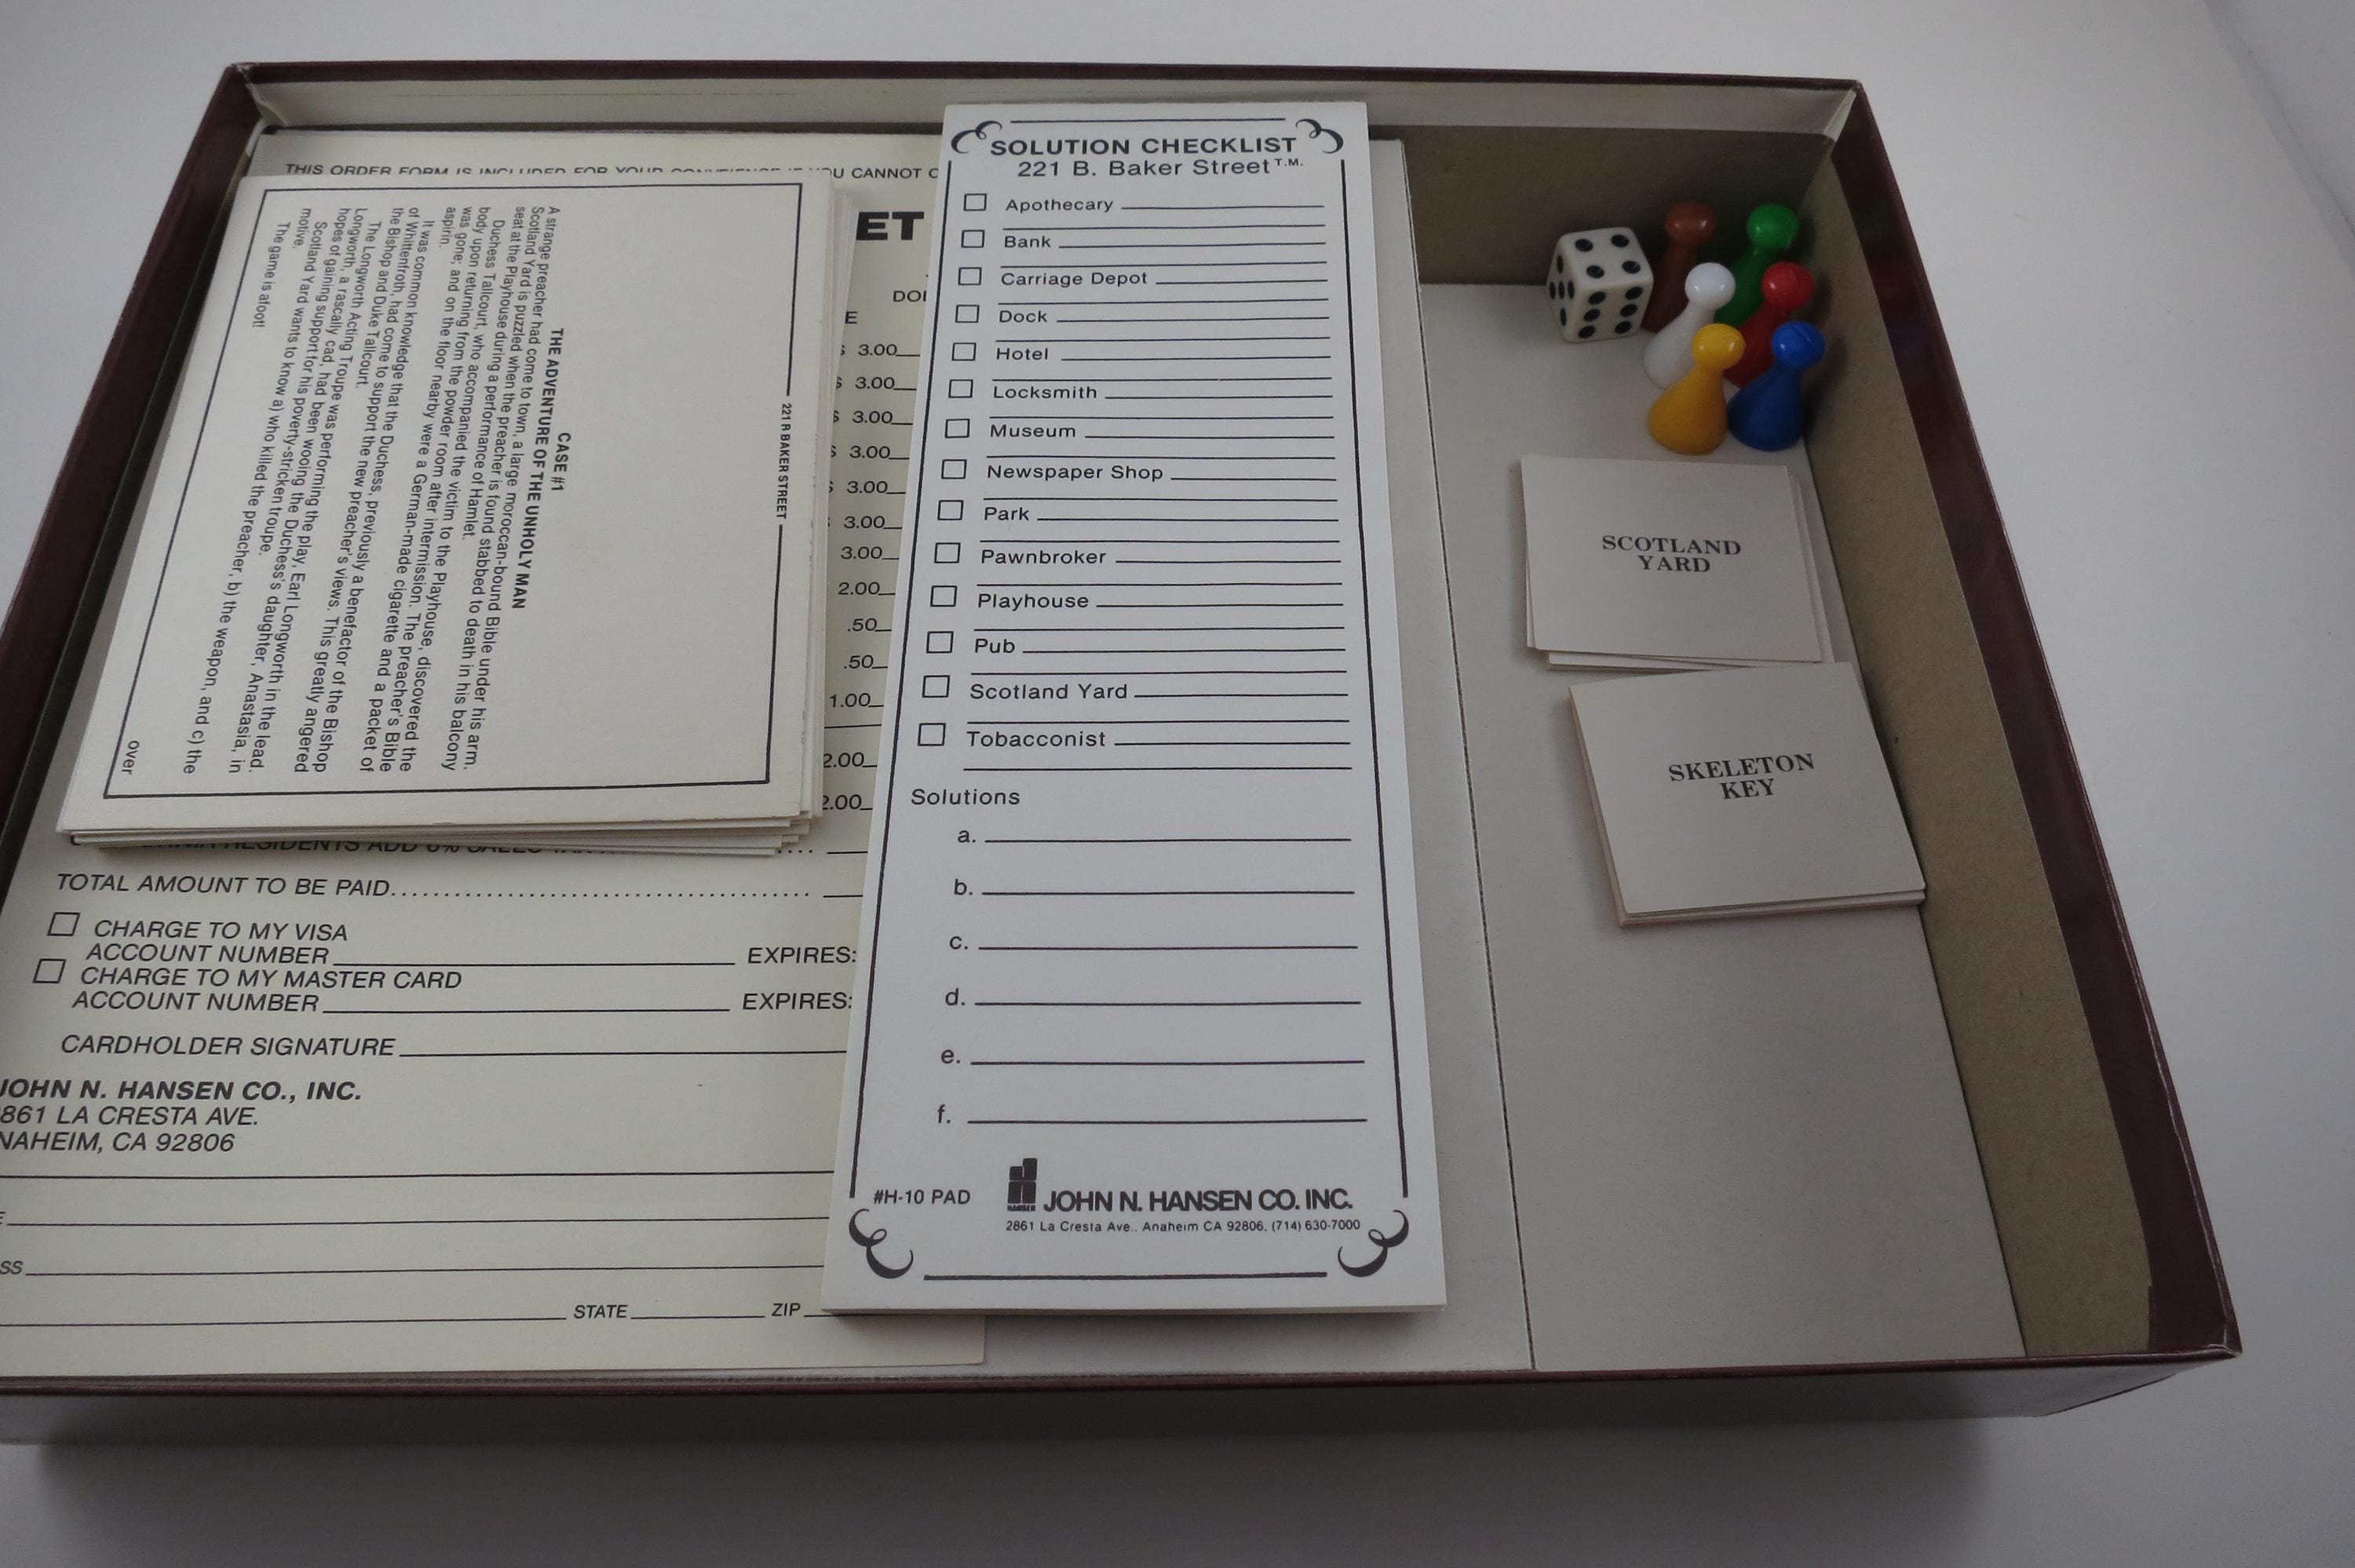 THIS ORDER FORM IS INCLUDED FOR YOUR CONVENIENCE IF YOU CANNOT
ET
3.00
3.00
3.00
3.00
3.00
3.00
3.00
2.00
.50
.50
1.00
2.00
2.00
RESIDENTS ADD 6% SALES TAX
TOTAL AMOUNT TO BE PAID
CHARGE TO MY VISA
ACCOUNT NUMBER EXPIRES:
CHARGE TO MY MASTER CARD
ACCOUNT NUMBER EXPIRES:
CARDHOLDER SIGNATURE
JOHN N. HANSEN CO., INC.
2861 LA CRESTA AVE.
ANAHEIM, CA 92806
STATE ZIP
221 B BAKER STREET
CASE #1
THE ADVENTURE OF THE UNHOLY MAN
A strange preacher had come to town, a large moroccan-bound Bible under his arm.
Scotland Yard is puzzled when the preacher is found stabbed to death in his balcony
seat at the Playhouse during a performance of Hamlet.
Duchess Tallcourt, who accompanied the victim to the Playhouse, discovered the
body upon returning from the powder room after intermission. The preacher's Bible
was gone; and on the floor nearby were a German-made cigarette and a packet of
aspirin.
It was common knowledge that the Duchess, previously a benefactor of the Bishop
of Whittenfroth, had come to support the new preacher's views. This greatly angered
the Bishop and Duke Tallcourt.
The Longworth Acting Troupe was performing the play, Earl Longworth in the lead.
Longworth, a rascally cad, had been wooing the Duchess's daughter, Anastasia, in
hopes of gaining support for his poverty-stricken troupe.
Scotland Yard wants to know a) who killed the preacher, b) the weapon, and c) the
motive.
The game is afoot!
over
SOLUTION CHECKLIST
221 B. Baker Street T.M.
Apothecary
Bank
Carriage Depot
Dock
Hotel
Locksmith
Museum
Newspaper Shop
Park
Pawnbroker
Playhouse
Pub
Scotland Yard
Tobacconist
Solutions
a.
b.
c.
d.
e.
f.
#H-10 PAD
HANSEN
JOHN N. HANSEN CO. INC.
2861 La Cresta Ave., Anaheim CA 92806, (714) 630-7000
SCOTLAND
YARD
SKELETON
KEY